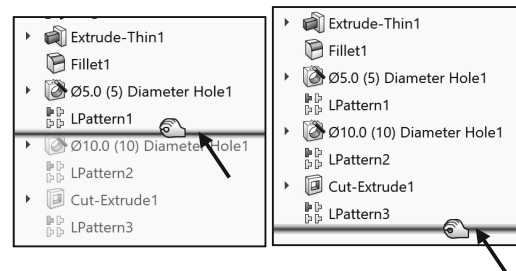 Extrude-Thin1
Fillet1
Ø5.0 (5) Diameter Hole1
LPattern1
Ø10.0 (10) Diameter Hole1
LPattern2
Cut-Extrude1
LPattern3
Extrude-Thin1
Fillet1
Ø5.0 (5) Diameter Hole1
LPattern1
Ø10.0 (10) Diameter Hole1
LPattern2
Cut-Extrude1
LPattern3